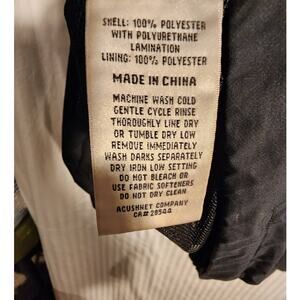 SHELL: 100% POLYESTER
WITH POLYURETHANE
LAMINATION
LINING: 100% POLYESTER
MADE IN CHINA
MACHINE WASH COLD
GENTLE CYCLE RINSE
THOROUGHLY LINE DRY
OR TUMBLE DRY LOW
REMOVE IMMEDIATELY
WASH DARKS SEPARATELY
DRY IRON LOW SETTING
DO NOT BLEACH OR
USE FABRIC SOFTENERS
DO NOT DRY CLEAN
ACUSHNET COMPANY
CA# 28544